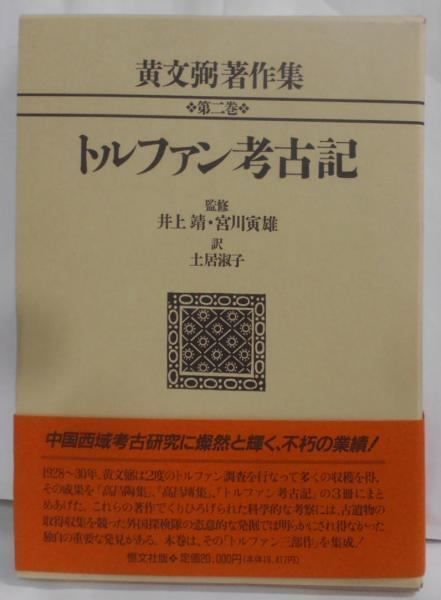 黄文弼著作集
❖第二巻❖
トルファン考古記
監修
井上 靖・宮川寅雄
訳
土居淑子
中国西域考古研究に燦然と輝く、不朽の業績!
1928〜30年、黄文弼は2度のトルファン調査を行なって多くの収穫を得、
その成果を『高昌陶集』、『高昌塼集』、『トルファン考古記』の3冊にまと
めあげた。これらの著作でくりひろげられた科学的な考察には、古遺物の
取得収集を競った外国探検隊の恣意的な発掘では明らかにされ得なかった
独自の重要な発見がある。本巻は、その「トルファン三部作」を集成!
恒文社版❖定価20,000円(本体19,417円)